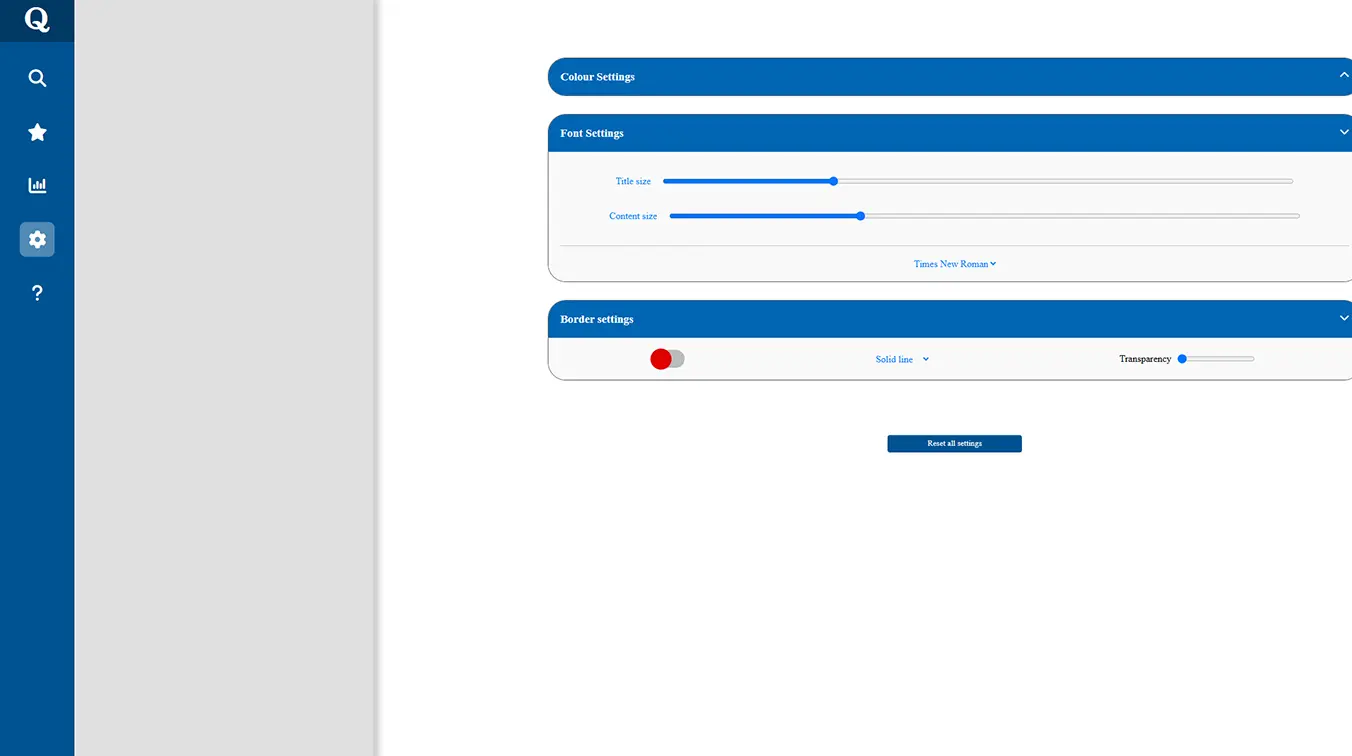 Q
Colour Settings
Font Settings
Title size
Content size
Times New Roman
Border settings
Solid line
Transparency
Reset all settings
?